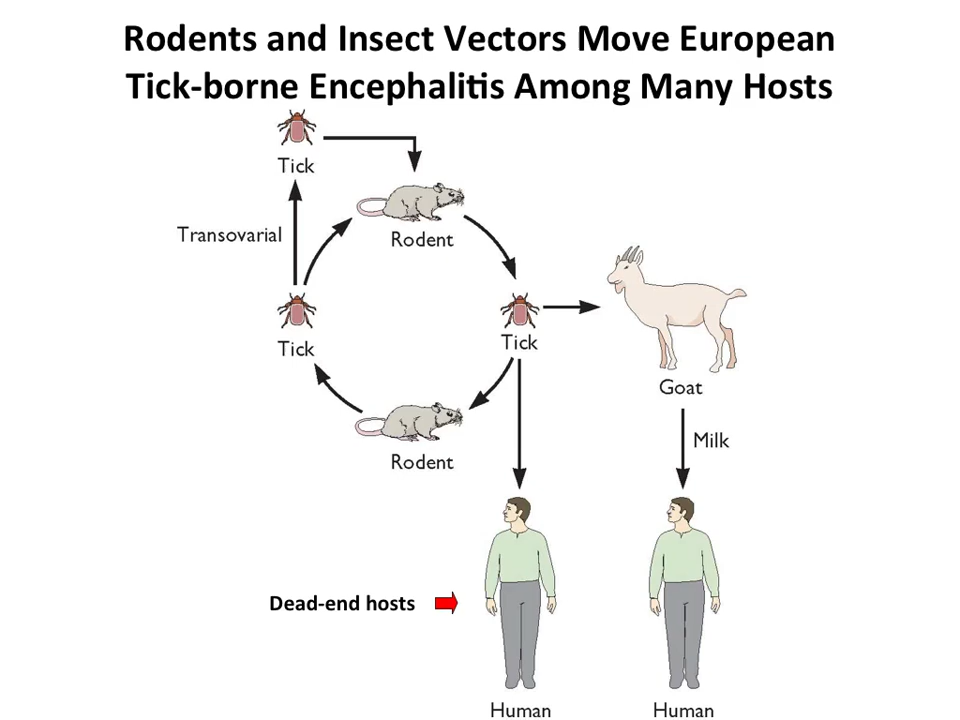 Rodents and Insect Vectors Move European
Tick-borne Encephalitis Among Many Hosts
Tick
Transovarial
Rodent
Tick
Tick
Goat
Milk
Rodent
Dead-end hosts
Human
Human